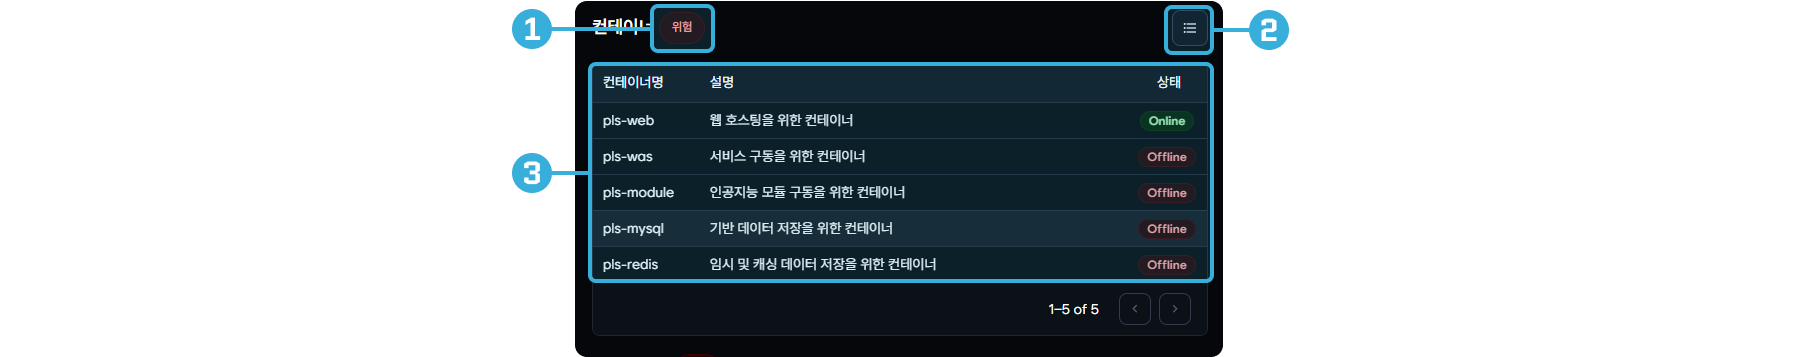 1 컨테이너 위험 2
컨테이너명 설명 상태
pls-web 웹 호스팅을 위한 컨테이너 Online
pls-was 서비스 구동을 위한 컨테이너 Offline
3
pls-module 인공지능 모듈 구동을 위한 컨테이너 Offline
pls-mysql 기반 데이터 저장을 위한 컨테이너 Offline
pls-redis 임시 및 캐싱 데이터 저장을 위한 컨테이너 Offline
1–5 of 5